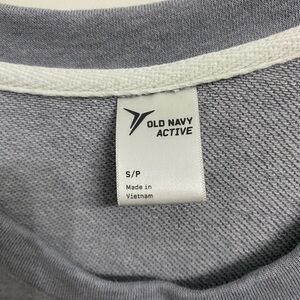 OLD NAVY
ACTIVE
S/P
Made in
Vietnam